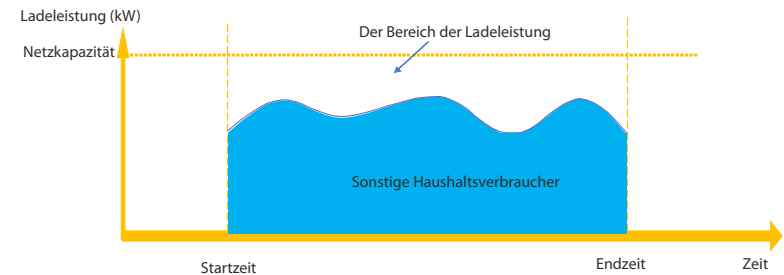 Ladeleistung (kW)
Der Bereich der Ladeleistung
Netzkapazität
Sonstige Haushaltsverbraucher
Startzeit
Endzeit
Zeit